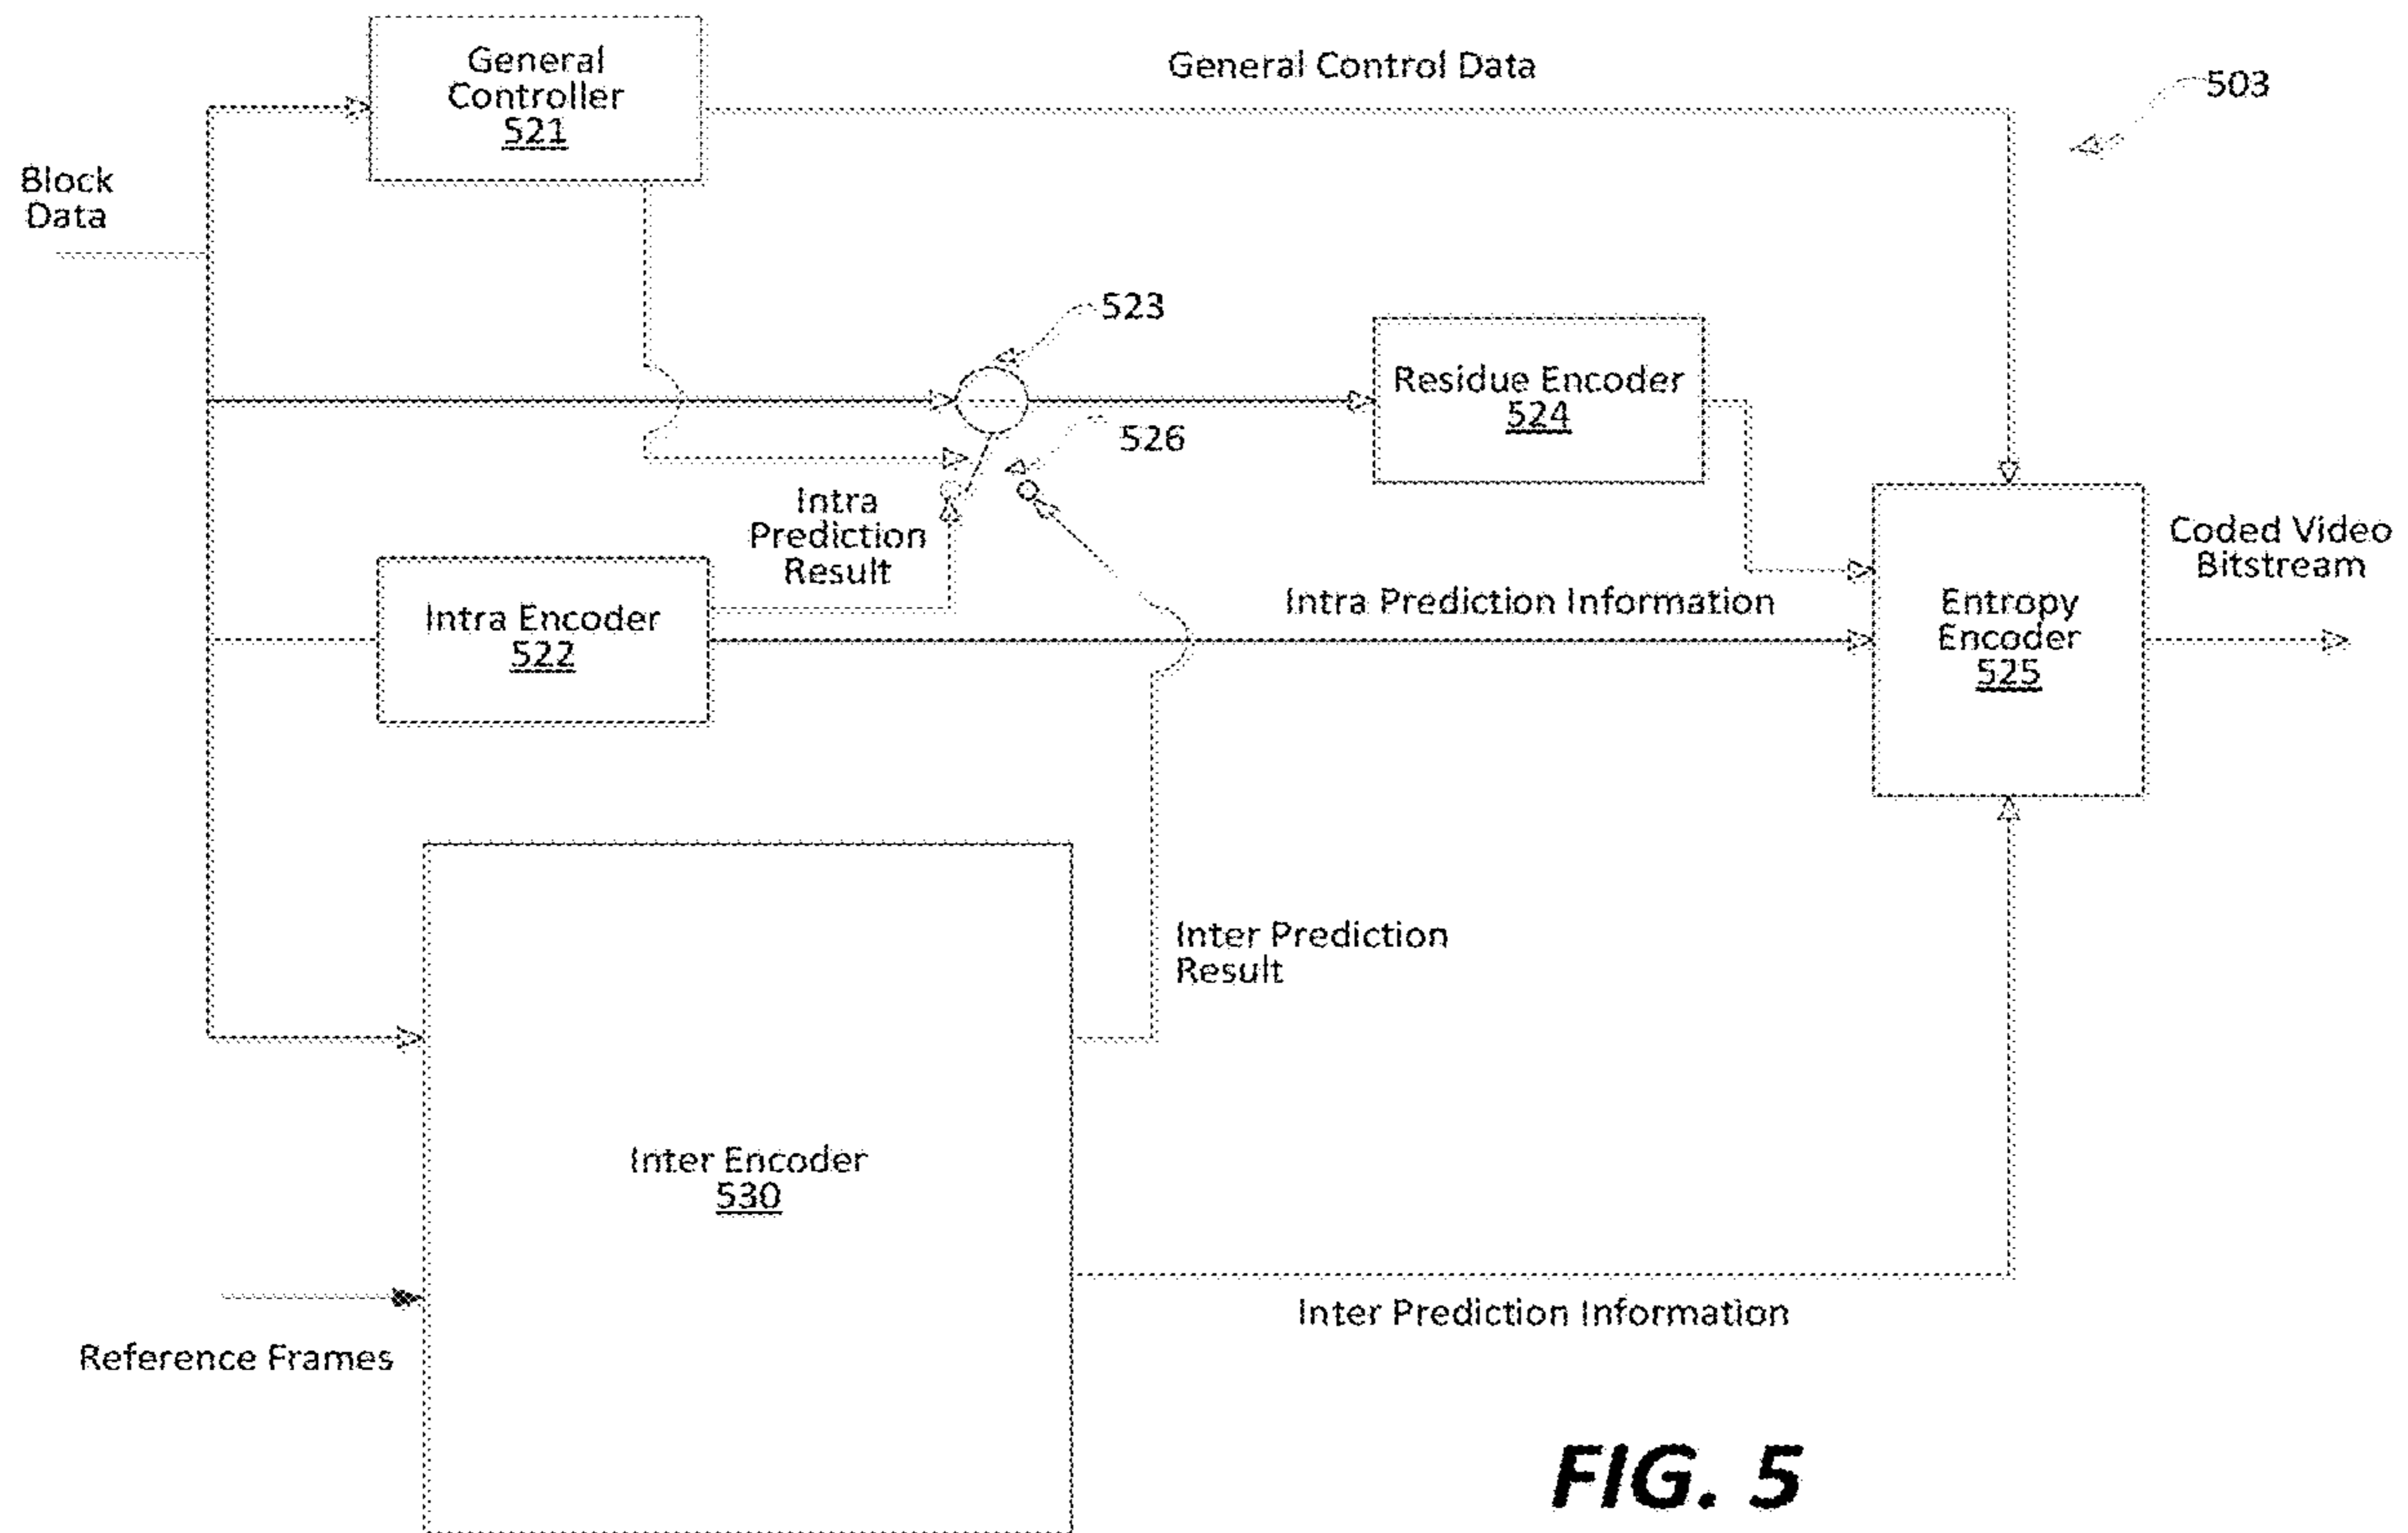 General
Controller
521
General Control Data
503
Block
Data
523
Residue Encoder
524
526
Intra
Prediction
Result
Coded Video
Bitstream
Intra Encoder
522
Intra Prediction Information
Entropy
Encoder
525
Inter Prediction
Result
Inter Encoder
530
Inter Prediction Information
Reference Frames
FIG. 5